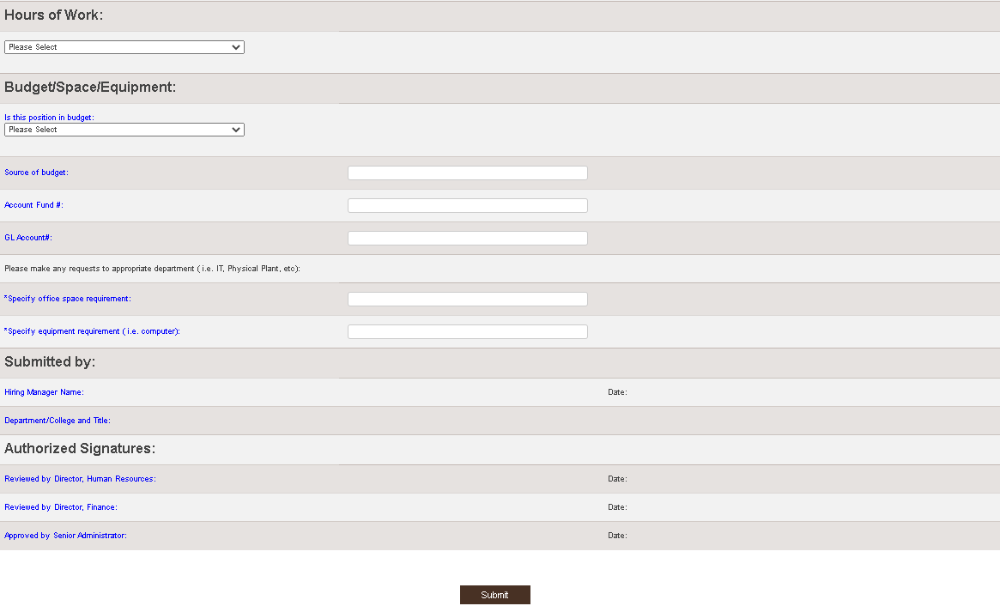 Hours of Work:
Please Select
Budget/Space/Equipment:
Is this position in budget:
Please Select
Source of budget:
Account Fund #:
GL Account#:
Please make any requests to appropriate department ( i.e. IT, Physical Plant, etc):
*Specify office space requirement:
*Specify equipment requirement ( i.e. computer):
Submitted by:
Hiring Manager Name: Date:
Department/College and Title:
Authorized Signatures:
Reviewed by Director, Human Resources: Date:
Reviewed by Director, Finance: Date:
Approved by Senior Administrator: Date:
Submit